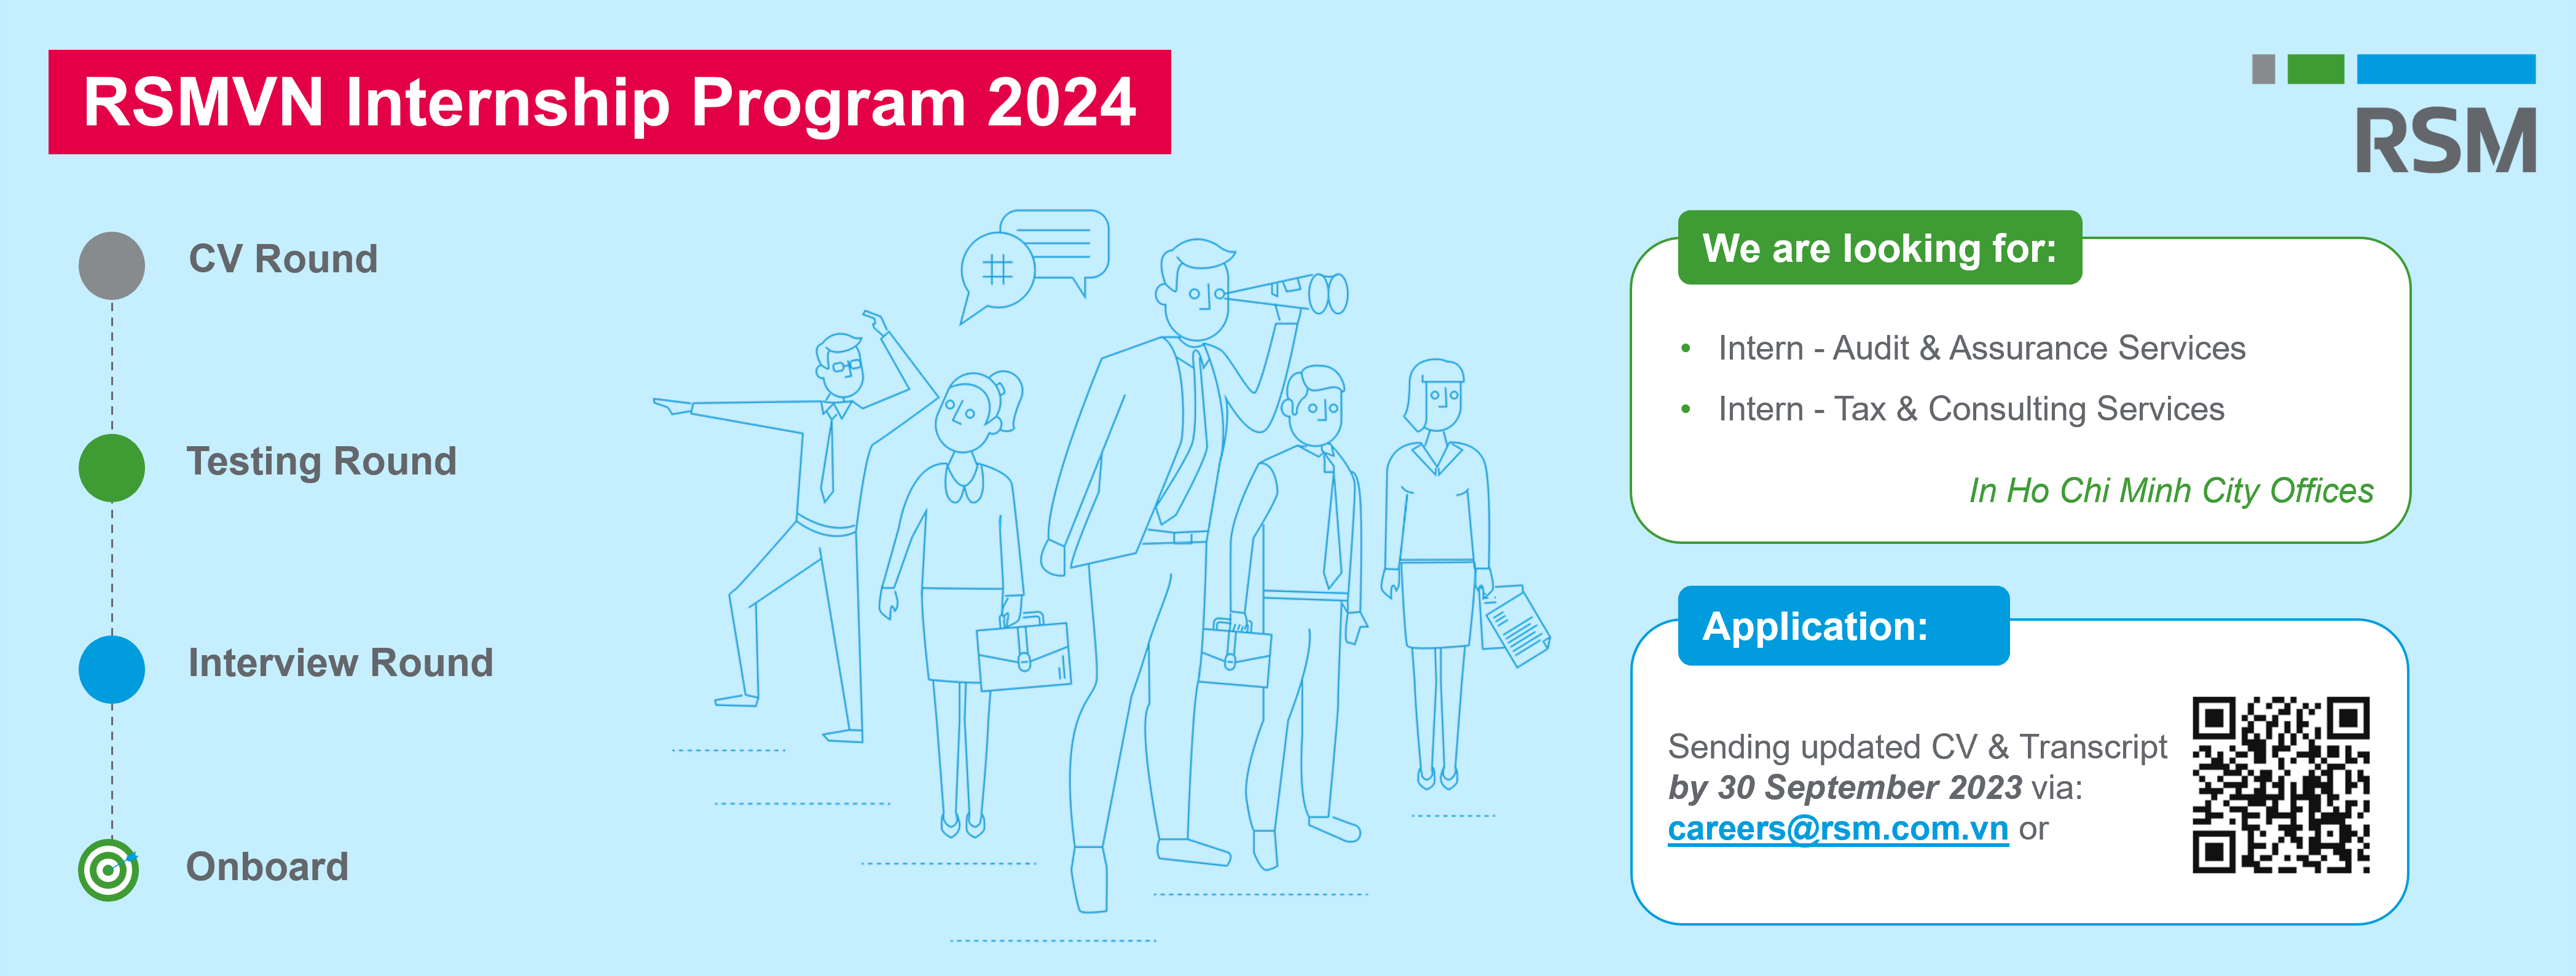 RSMVN Internship Program 2024
RSM
CV Round
Testing Round
Interview Round
Onboard
#
We are looking for:
• Intern - Audit & Assurance Services
• Intern - Tax & Consulting Services
In Ho Chi Minh City Offices
Application:
Sending updated CV & Transcript
by 30 September 2023 via:
careers@rsm.com.vn or